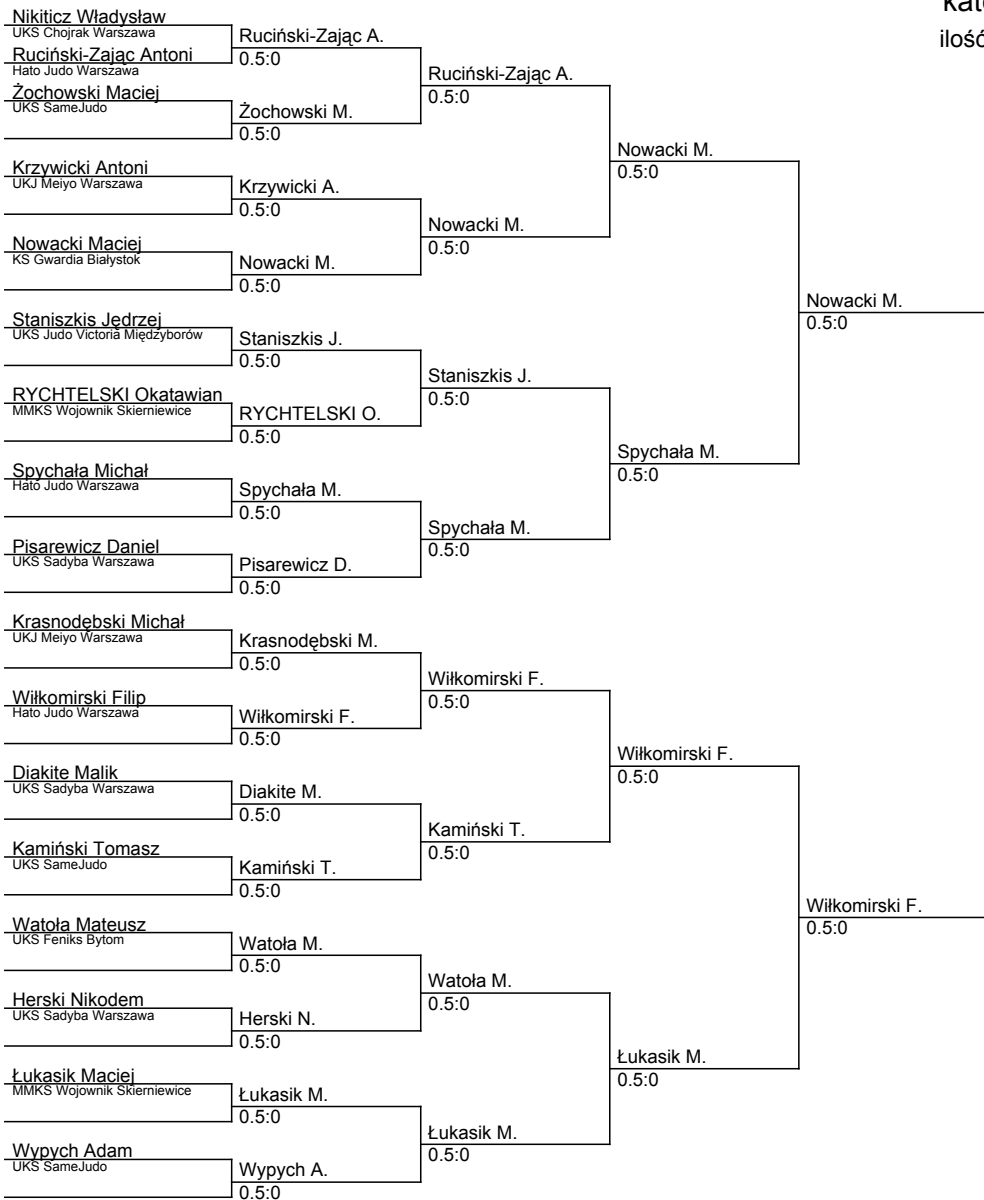 kate
ilość
Nikiticz Władysław
UKS Chojrak Warszawa
Ruciński-Zając Antoni
Hato Judo Warszawa
Żochowski Maciej
UKS SameJudo
Krzywicki Antoni
UKJ Meiyo Warszawa
Nowacki Maciej
KS Gwardia Białystok
Staniszkis Jędrzej
UKS Judo Victoria Międzyborów
RYCHTELSKI Okatawian
MMKS Wojownik Skierniewice
Spychała Michał
Hato Judo Warszawa
Pisarewicz Daniel
UKS Sadyba Warszawa
Krasnodębski Michał
UKJ Meiyo Warszawa
Wiłkomirski Filip
Hato Judo Warszawa
Diakite Malik
UKS Sadyba Warszawa
Kamiński Tomasz
UKS SameJudo
Watoła Mateusz
UKS Feniks Bytom
Herski Nikodem
UKS Sadyba Warszawa
Łukasik Maciej
MMKS Wojownik Skierniewice
Wypych Adam
UKS SameJudo
Ruciński-Zając A.
0.5:0
Żochowski M.
0.5:0
Krzywicki A.
0.5:0
Nowacki M.
0.5:0
Staniszkis J.
0.5:0
RYCHTELSKI O.
0.5:0
Spychała M.
0.5:0
Pisarewicz D.
0.5:0
Krasnodębski M.
0.5:0
Wiłkomirski F.
0.5:0
Diakite M.
0.5:0
Kamiński T.
0.5:0
Watoła M.
0.5:0
Herski N.
0.5:0
Łukasik M.
0.5:0
Wypych A.
0.5:0
Ruciński-Zając A.
0.5:0
Nowacki M.
0.5:0
Staniszkis J.
0.5:0
Spychała M.
0.5:0
Wiłkomirski F.
0.5:0
Kamiński T.
0.5:0
Watoła M.
0.5:0
Łukasik M.
0.5:0
Nowacki M.
0.5:0
Spychała M.
0.5:0
Wiłkomirski F.
0.5:0
Łukasik M.
0.5:0
Nowacki M.
0.5:0
Wiłkomirski F.
0.5:0